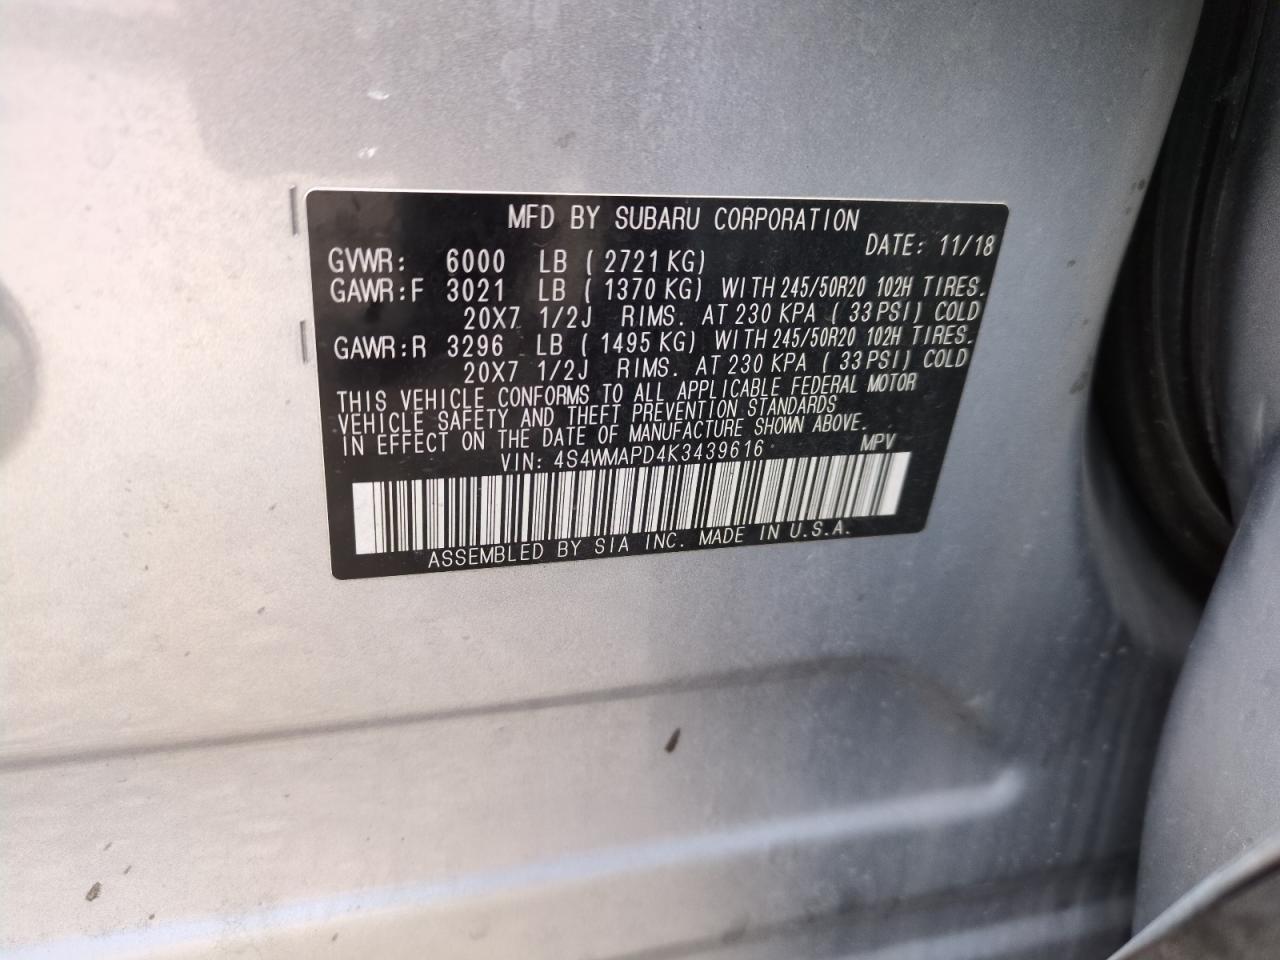 MFD BY SUBARU CORPORATION
DATE: 11/18
GVWR: 6000 LB ( 2721 KG)
GAWR:F 3021 LB ( 1370 KG) WITH 245/50R20 102H TIRES.
20X7 1/2J RIMS. AT 230 KPA ( 33 PSI) COLD
GAWR:R 3296 LB ( 1495 KG) WITH 245/50R20 102H TIRES.
20X7 1/2J RIMS. AT 230 KPA ( 33 PSI) COLD
THIS VEHICLE CONFORMS TO ALL APPLICABLE FEDERAL MOTOR
VEHICLE SAFETY AND THEFT PREVENTION STANDARDS
IN EFFECT ON THE DATE OF MANUFACTURE SHOWN ABOVE.
VIN: 4S4WMAPD4K3439616 MPV
ASSEMBLED BY SIA INC. MADE IN U.S.A.